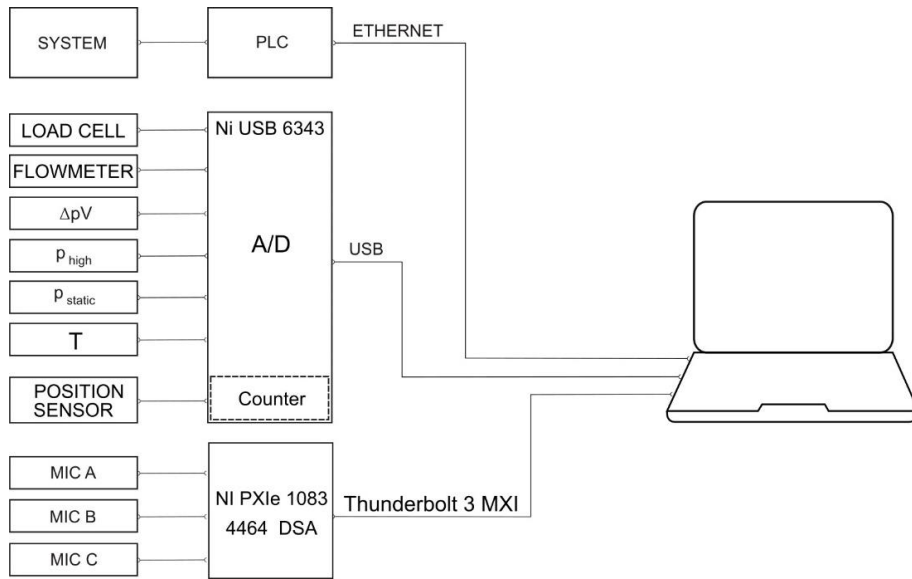 SYSTEM
PLC
ETHERNET
LOAD CELL
Ni USB 6343
FLOWMETER
ΔpV
A/D
USB
p high
p static
T
POSITION
SENSOR
Counter
MIC A
MIC B
MIC C
NI PXIe 1083
4464 DSA
Thunderbolt 3 MXI